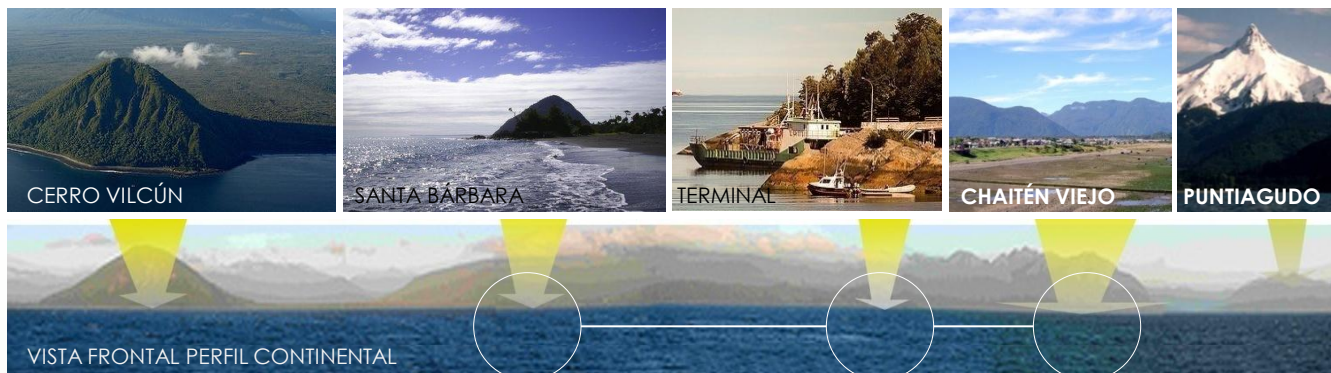 CERRO VILCÚN
SANTA BÁRBARA
TERMINAL
CHAITÉN VIEJO
PUNTIAGUDO
VISTA FRONTAL PERFIL CONTINENTAL